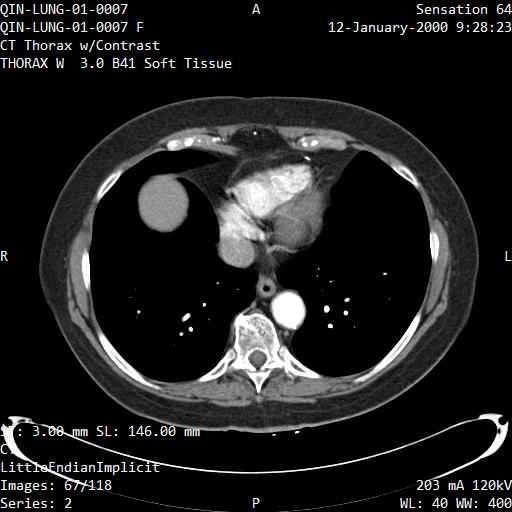 QIN-LUNG-01-0007
A
Sensation 64
QIN-LUNG-01-0007 F
12-January-2000 9:28:23
CT Thorax w/Contrast
THORAX W 3.0 B41 Soft Tissue
R
L
: 3.00 mm SL: 146.00 mm
LittleEndianImplicit
Images: 67/118
203 mA 120kV
Series: 2
P
WL: 40 WW: 400